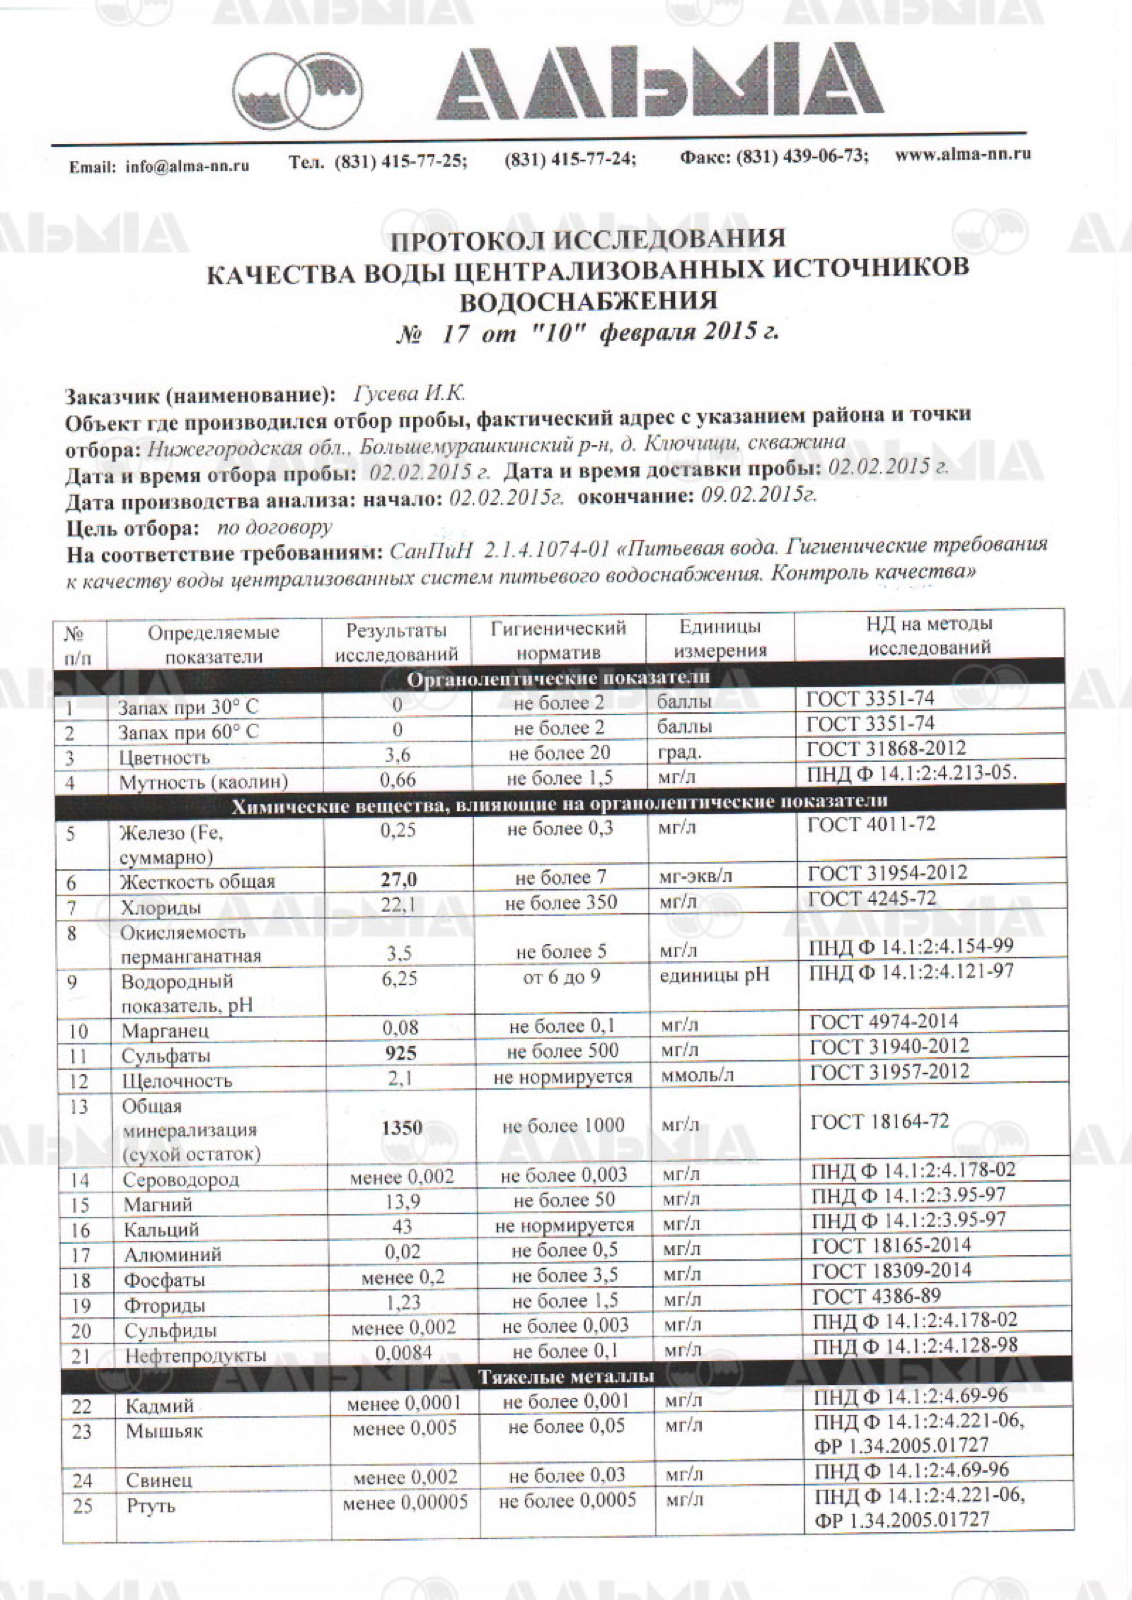 АЛЬМА
Email: info@alma-nn.ru Тел. (831) 415-77-25; (831) 415-77-24; Факс: (831) 439-06-73; www.alma-nn.ru
ПРОТОКОЛ ИССЛЕДОВАНИЯ
КАЧЕСТВА ВОДЫ ЦЕНТРАЛИЗОВАННЫХ ИСТОЧНИКОВ
ВОДОСНАБЖЕНИЯ
№ 17 от "10" февраля 2015 г.
Заказчик (наименование): Гусева И.К.
Объект где производился отбор пробы, фактический адрес с указанием района и точки
отбора: Нижегородская обл., Большемурашкинский р-н, д. Ключищи, скважина
Дата и время отбора пробы: 02.02.2015 г. Дата и время доставки пробы: 02.02.2015 г.
Дата производства анализа: начало: 02.02.2015г. окончание: 09.02.2015г.
Цель отбора: по договору
На соответствие требованиям: СанПиН 2.1.4.1074-01 «Питьевая вода. Гигиенические требования
к качеству воды централизованных систем питьевого водоснабжения. Контроль качества»
№ Определяемые Результаты Гигиенический Единицы НД на методы
п/п показатели исследований норматив измерения исследований
Органолептические показатели
1 Запах при 30° С 0 не более 2 баллы ГОСТ 3351-74
2 Запах при 60° С 0 не более 2 баллы ГОСТ 3351-74
3 Цветность 3,6 не более 20 град. ГОСТ 31868-2012
4 Мутность (каолин) 0,66 не более 1,5 мг/л ПНД Ф 14.1:2:4.213-05.
Химические вещества, влияющие на органолептические показатели
5 Железо (Fe, 0,25 не более 0,3 мг/л ГОСТ 4011-72
суммарно)
6 Жесткость общая 27,0 не более 7 мг-экв/л ГОСТ 31954-2012
7 Хлориды 22,1 не более 350 мг/л ГОСТ 4245-72
8 Окисляемость
перманганатная 3,5 не более 5 мг/л ПНД Ф 14.1:2:4.154-99
9 Водородный 6,25 от 6 до 9 единицы pH ПНД Ф 14.1:2:4.121-97
показатель, pH
10 Марганец 0,08 не более 0,1 мг/л ГОСТ 4974-2014
11 Сульфаты 925 не более 500 мг/л ГОСТ 31940-2012
12 Щелочность 2,1 не нормируется ммоль/л ГОСТ 31957-2012
13 Общая
минерализация 1350 не более 1000 мг/л ГОСТ 18164-72
(сухой остаток)
14 Сероводород менее 0,002 не более 0,003 мг/л ПНД Ф 14.1:2:4.178-02
15 Магний 13,9 не более 50 мг/л ПНД Ф 14.1:2:3.95-97
16 Кальций 43 не нормируется мг/л ПНД Ф 14.1:2:3.95-97
17 Алюминий 0,02 не более 0,5 мг/л ГОСТ 18165-2014
18 Фосфаты менее 0,2 не более 3,5 мг/л ГОСТ 18309-2014
19 Фториды 1,23 не более 1,5 мг/л ГОСТ 4386-89
20 Сульфиды менее 0,002 не более 0,003 мг/л ПНД Ф 14.1:2:4.178-02
21 Нефтепродукты 0,0084 не более 0,1 мг/л ПНД Ф 14.1:2:4.128-98
Тяжелые металлы
22 Кадмий менее 0,0001 не более 0,001 мг/л ПНД Ф 14.1:2:4.69-96
23 Мышьяк менее 0,005 не более 0,05 мг/л ПНД Ф 14.1:2:4.221-06,
ФР 1.34.2005.01727
24 Свинец менее 0,002 не более 0,03 мг/л ПНД Ф 14.1:2:4.69-96
25 Ртуть менее 0,00005 не более 0,0005 мг/л ПНД Ф 14.1:2:4.221-06,
ФР 1.34.2005.01727